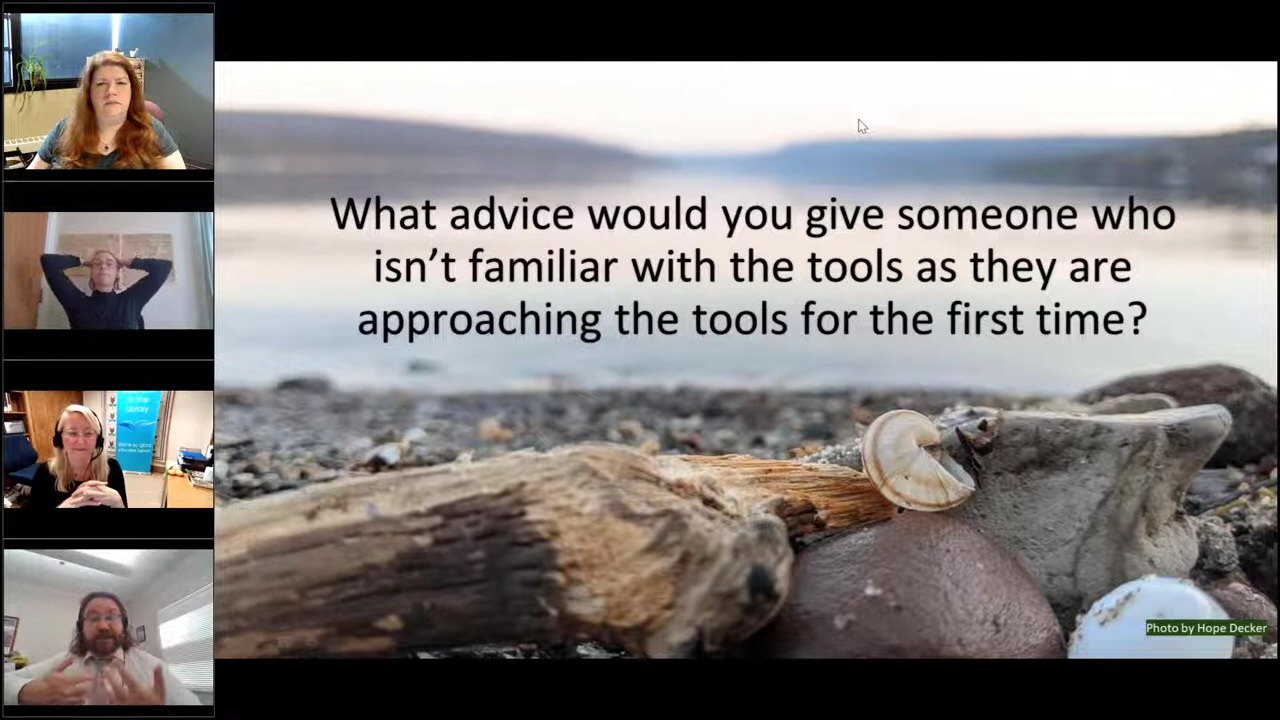 What advice would you give someone who
isn't familiar with the tools as they are
approaching the tools for the first time?
Photo by Hope Decker
Library